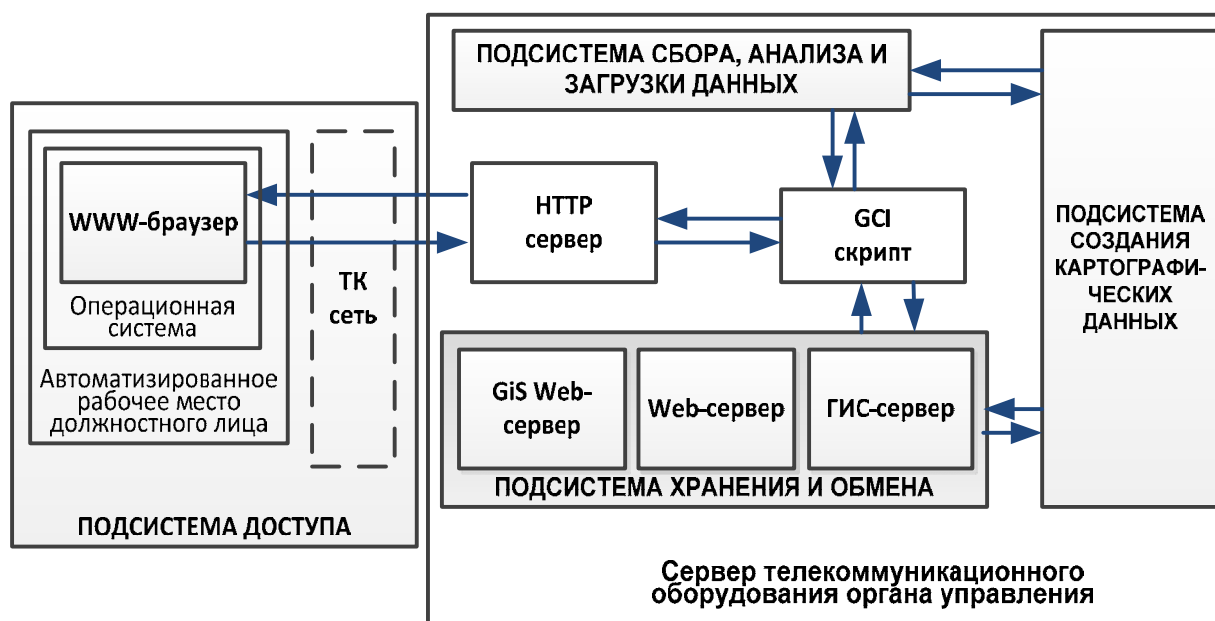 ПОДСИСТЕМА СБОРА, АНАЛИЗА И
ЗАГРУЗКИ ДАННЫХ
WWW-браузер
Операционная
система
Автоматизированное
рабочее место
должностного лица
ТК
сеть
ПОДСИСТЕМА ДОСТУПА
HTTP
сервер
GCI
скрипт
ПОДСИСТЕМА
СОЗДАНИЯ
КАРТОГРАФИ-
ЧЕСКИХ
ДАННЫХ
GiS Web-
сервер
Web-сервер
ГИС-сервер
ПОДСИСТЕМА ХРАНЕНИЯ И ОБМЕНА
Сервер телекоммуникационного
оборудования органа управления